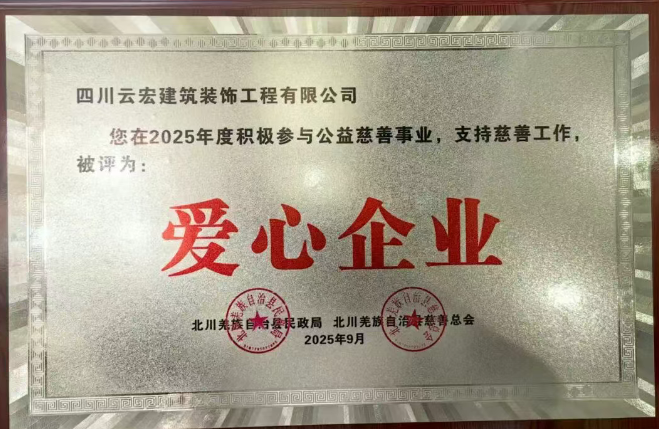 四川云宏建筑装饰工程有限公司
您在2025年度积极参与公益慈善事业，支持慈善工作，
被评为：
爱心企业
北川羌族自治县民政局 北川羌族自治县慈善总会
2025年9月